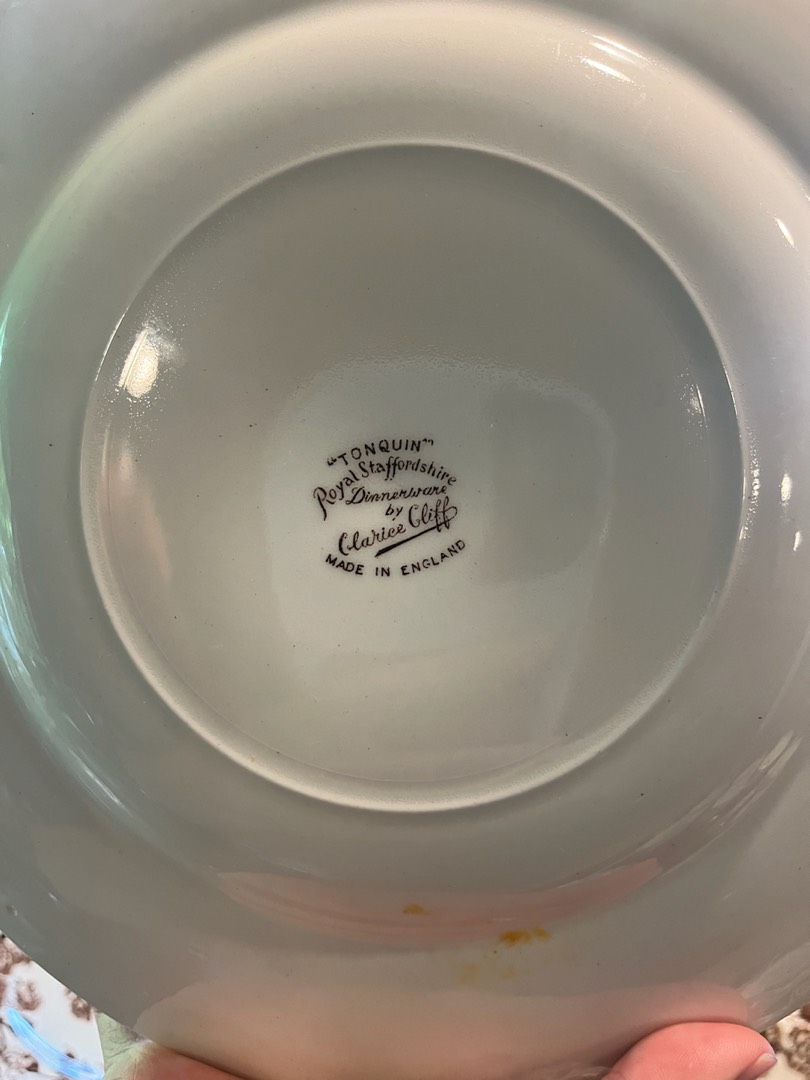 "TONQUIN"
Royal Staffordshire
Dinnerware
by
Clarice Cliff
MADE IN ENGLAND